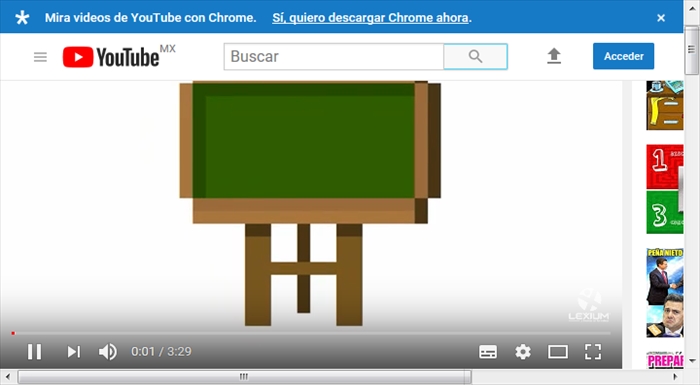 Mira videos de YouTube con Chrome. Sí, quiero descargar Chrome ahora.
YouTube MX
Buscar
Acceder
1
3
PEÑA NIETO
LEXIUM
0:01 / 3:29